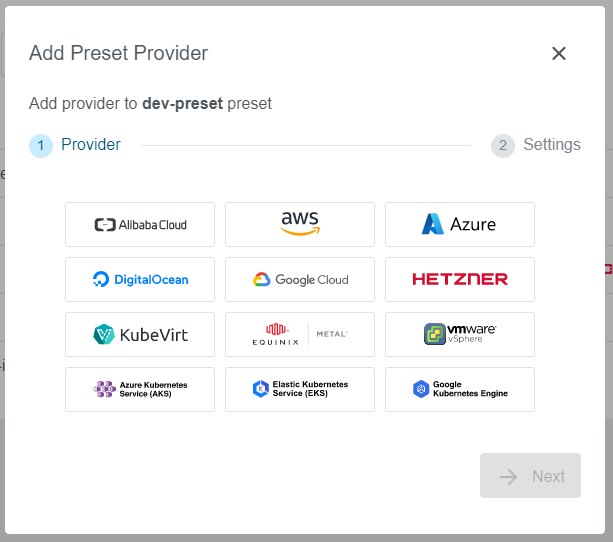 Add Preset Provider
Add provider to dev-preset preset
1 Provider
2 Settings
Alibaba Cloud
aws
Azure
DigitalOcean
Google Cloud
HETZNER
KubeVirt
EQUINIX METAL™
vmware®
vSphere
Azure Kubernetes
Service (AKS)
Elastic Kubernetes
Service (EKS)
Google
Kubernetes Engine
Next